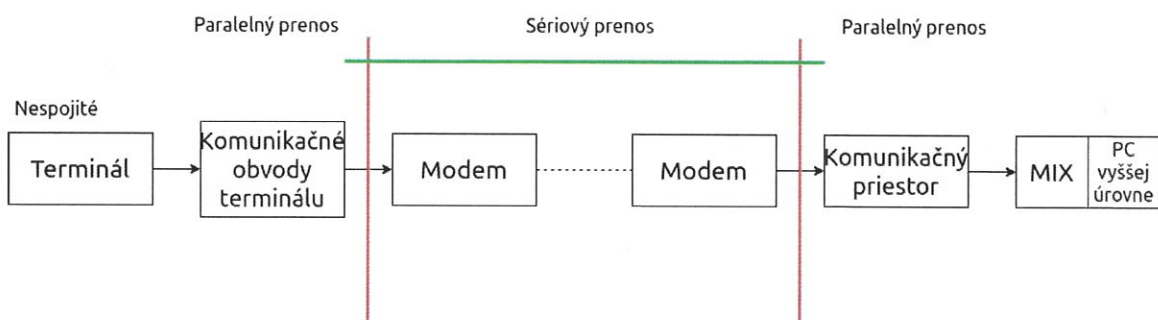 Paralelný prenos
Sériový prenos
Paralelný prenos
Nespojité
Terminál
Komunikačné
obvody
terminálu
Modem
Modem
Komunikačný
priestor
MIX
PC
vyššej
úrovne